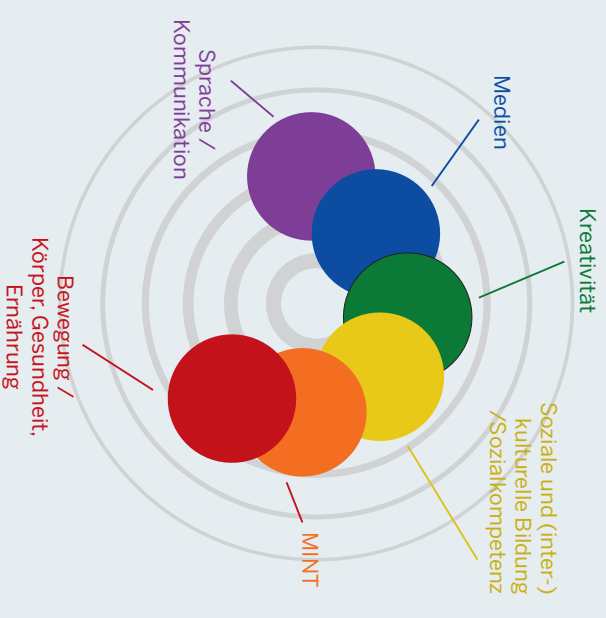 Kreativität
Medien
Soziale und (inter-)
kulturelle Bildung
/Sozialkompetenz
MINT
Sprache /
Kommunikation
Bewegung /
Körper, Gesundheit,
Ernährung